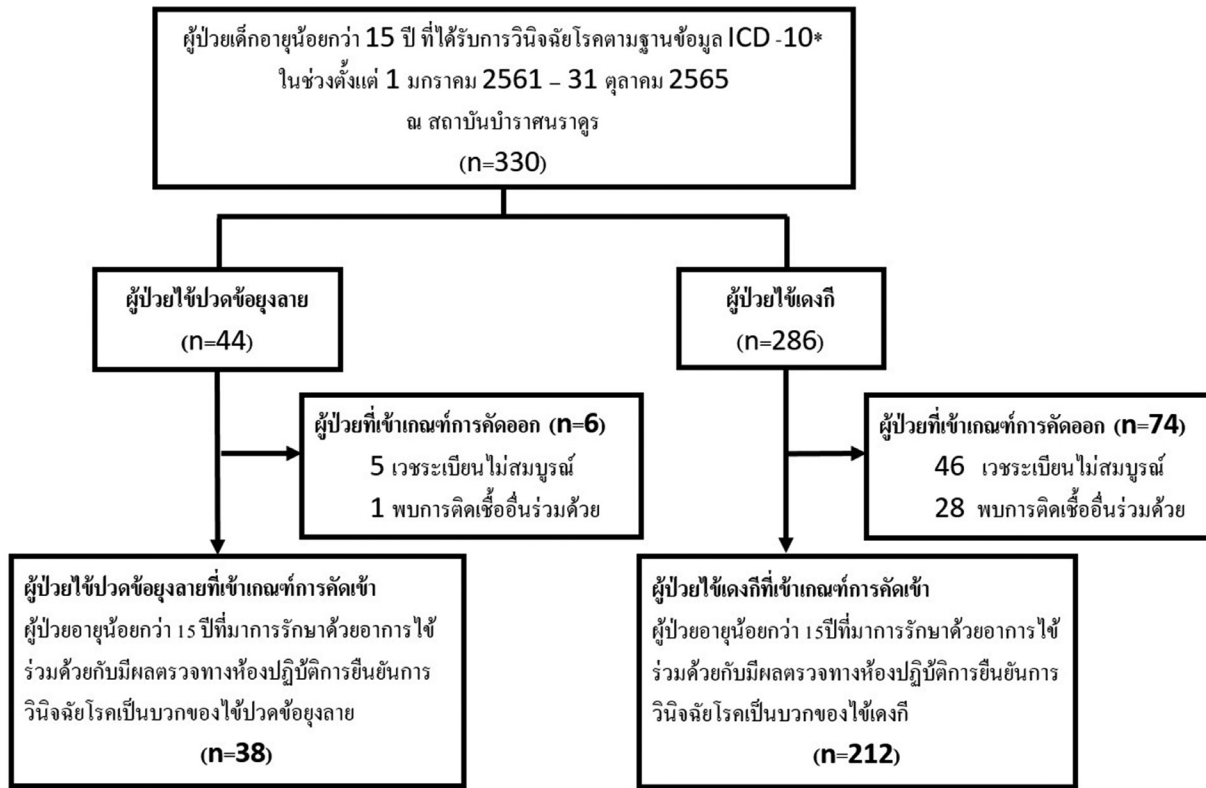 ผู้ป่วยเด็กอายุน้อยกว่า 15 ปี ที่ได้รับการวินิจฉัยโรคตามฐานข้อมูล ICD -10*
ในช่วงตั้งแต่ 1 มกราคม 2561 – 31 ตุลาคม 2565
ณ สถาบันบำราศนราดูร
(n=330)
ผู้ป่วยไข้ปวดข้อยุงลาย
(n=44)
ผู้ป่วยไข้เดงกี
(n=286)
ผู้ป่วยที่เข้าเกณฑ์การคัดออก (n=6)
5 เวชระเบียนไม่สมบูรณ์
1 พบการติดเชื้ออื่นร่วมด้วย
ผู้ป่วยที่เข้าเกณฑ์การคัดออก (n=74)
46 เวชระเบียนไม่สมบูรณ์
28 พบการติดเชื้ออื่นร่วมด้วย
ผู้ป่วยไข้ปวดข้อยุงลายที่เข้าเกณฑ์การคัดเข้า
ผู้ป่วยอายุน้อยกว่า 15 ปีที่มาการรักษาด้วยอาการไข้
ร่วมด้วยกับมีผลตรวจทางห้องปฏิบัติการยืนยันการ
วินิจฉัยโรคเป็นบวกของไข้ปวดข้อยุงลาย
(n=38)
ผู้ป่วยไข้เดงกีที่เข้าเกณฑ์การคัดเข้า
ผู้ป่วยอายุน้อยกว่า 15ปีที่มาการรักษาด้วยอาการไข้
ร่วมด้วยกับมีผลตรวจทางห้องปฏิบัติการยืนยันการ
วินิจฉัยโรคเป็นบวกของไข้เดงกี
(n=212)